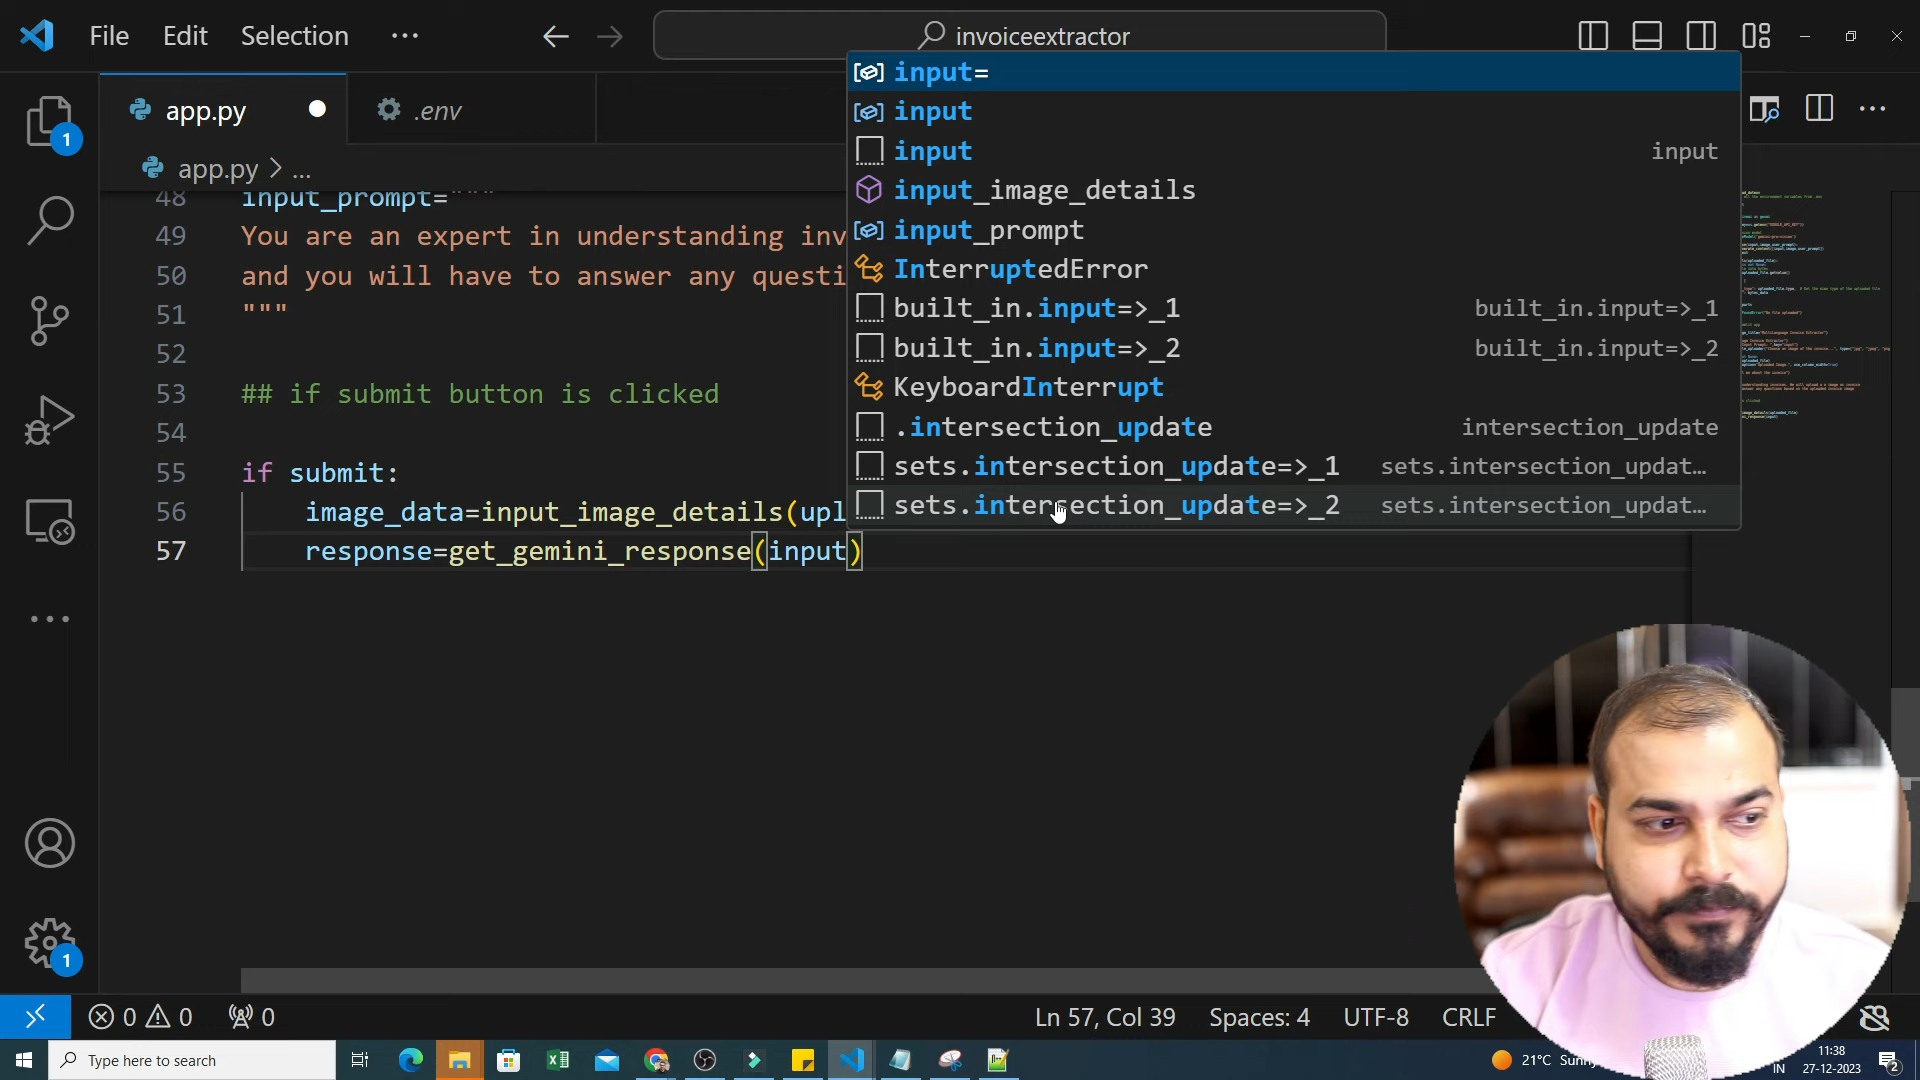 File Edit Selection ...
invoiceextractor
app.py
.env
app.py > ...
1
48 input_prompt="""
49 You are an expert in understanding inv
50 and you will have to answer any questi
51 """
52
53 ## if submit button is clicked
54
55 if submit:
56 image_data=input_image_details(upl
57 response=get_gemini_response(input)
input=
input
input input
input_image_details
input_prompt
InterruptedError
built_in.input=>_1 built_in.input=>_1
built_in.input=>_2 built_in.input=>_2
KeyboardInterrupt
.intersection_update intersection_update
sets.intersection_update=>_1 sets.intersection_updat...
sets.intersection_update=>_2 sets.intersection_updat...
1
0 0 0
Ln 57, Col 39 Spaces: 4 UTF-8 CRLF
Type here to search
21°C
IN
11:38
27-12-2023
2